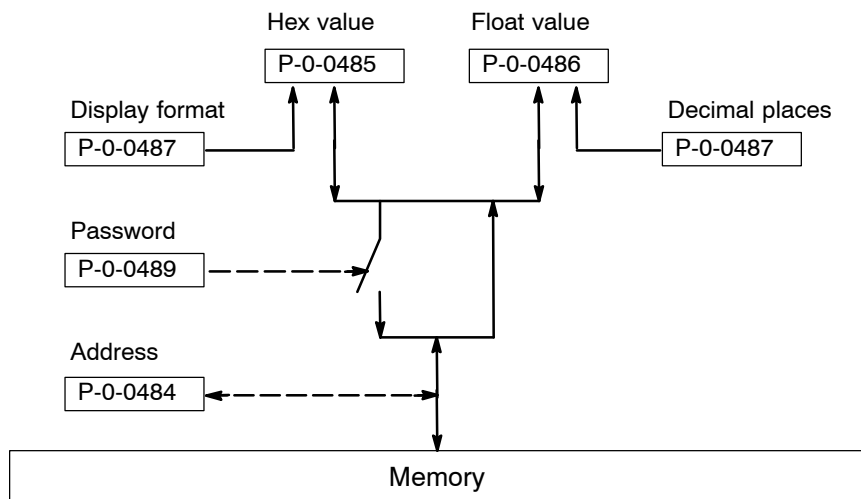 Hex value Float value
P-0-0485 P-0-0486
Display format Decimal places
P-0-0487 P-0-0487
Password
P-0-0489
Address
P-0-0484
Memory